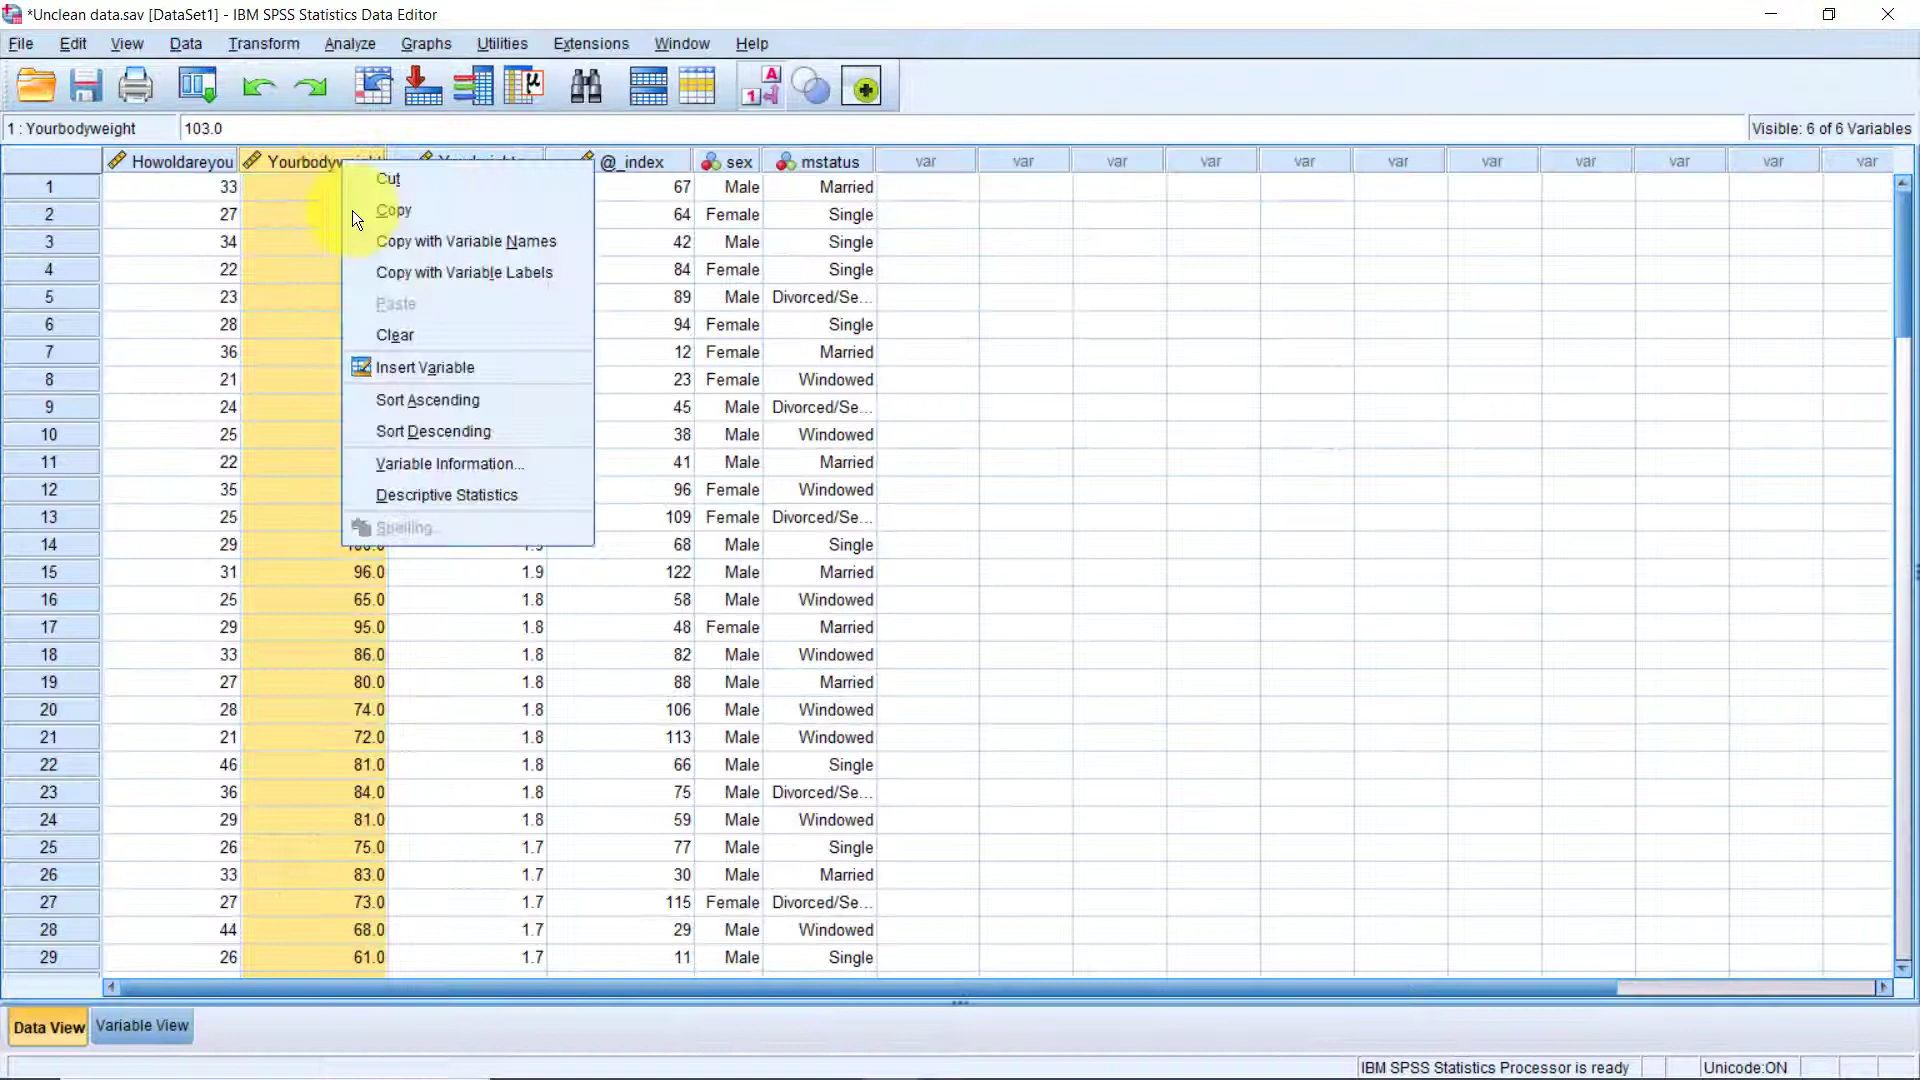 *Unclean data.sav [DataSet1] - IBM SPSS Statistics Data Editor
File Edit View Data Transform Analyze Graphs Utilities Extensions Window Help
1 : Yourbodyweight 103.0 Visible: 6 of 6 Variables
Howoldareyou Yourbodyweight @_index sex mstatus var var var var var var var var var var var
1 33 67 Male Married
2 27 64 Female Single
3 34 42 Male Single
4 22 84 Female Single
5 23 89 Male Divorced/Se...
6 28 94 Female Single
7 36 12 Female Married
8 21 23 Female Windowed
9 24 45 Male Divorced/Se...
10 25 38 Male Windowed
11 22 41 Male Married
12 35 96 Female Windowed
13 25 109 Female Divorced/Se...
14 29 68 Male Single
15 31 96.0 1.9 122 Male Married
16 25 65.0 1.8 58 Male Windowed
17 29 95.0 1.8 48 Female Married
18 33 86.0 1.8 82 Male Windowed
19 27 80.0 1.8 88 Male Married
20 28 74.0 1.8 106 Male Windowed
21 21 72.0 1.8 113 Male Windowed
22 46 81.0 1.8 66 Male Single
23 36 84.0 1.8 75 Male Divorced/Se...
24 29 81.0 1.8 59 Male Windowed
25 26 75.0 1.7 77 Male Single
26 33 83.0 1.7 30 Male Married
27 27 73.0 1.7 115 Female Divorced/Se...
28 44 68.0 1.7 29 Male Windowed
29 26 61.0 1.7 11 Male Single
Cut
Copy
Copy with Variable Names
Copy with Variable Labels
Paste
Clear
Insert Variable
Sort Ascending
Sort Descending
Variable Information...
Descriptive Statistics
Spelling...
Data View Variable View
IBM SPSS Statistics Processor is ready Unicode:ON